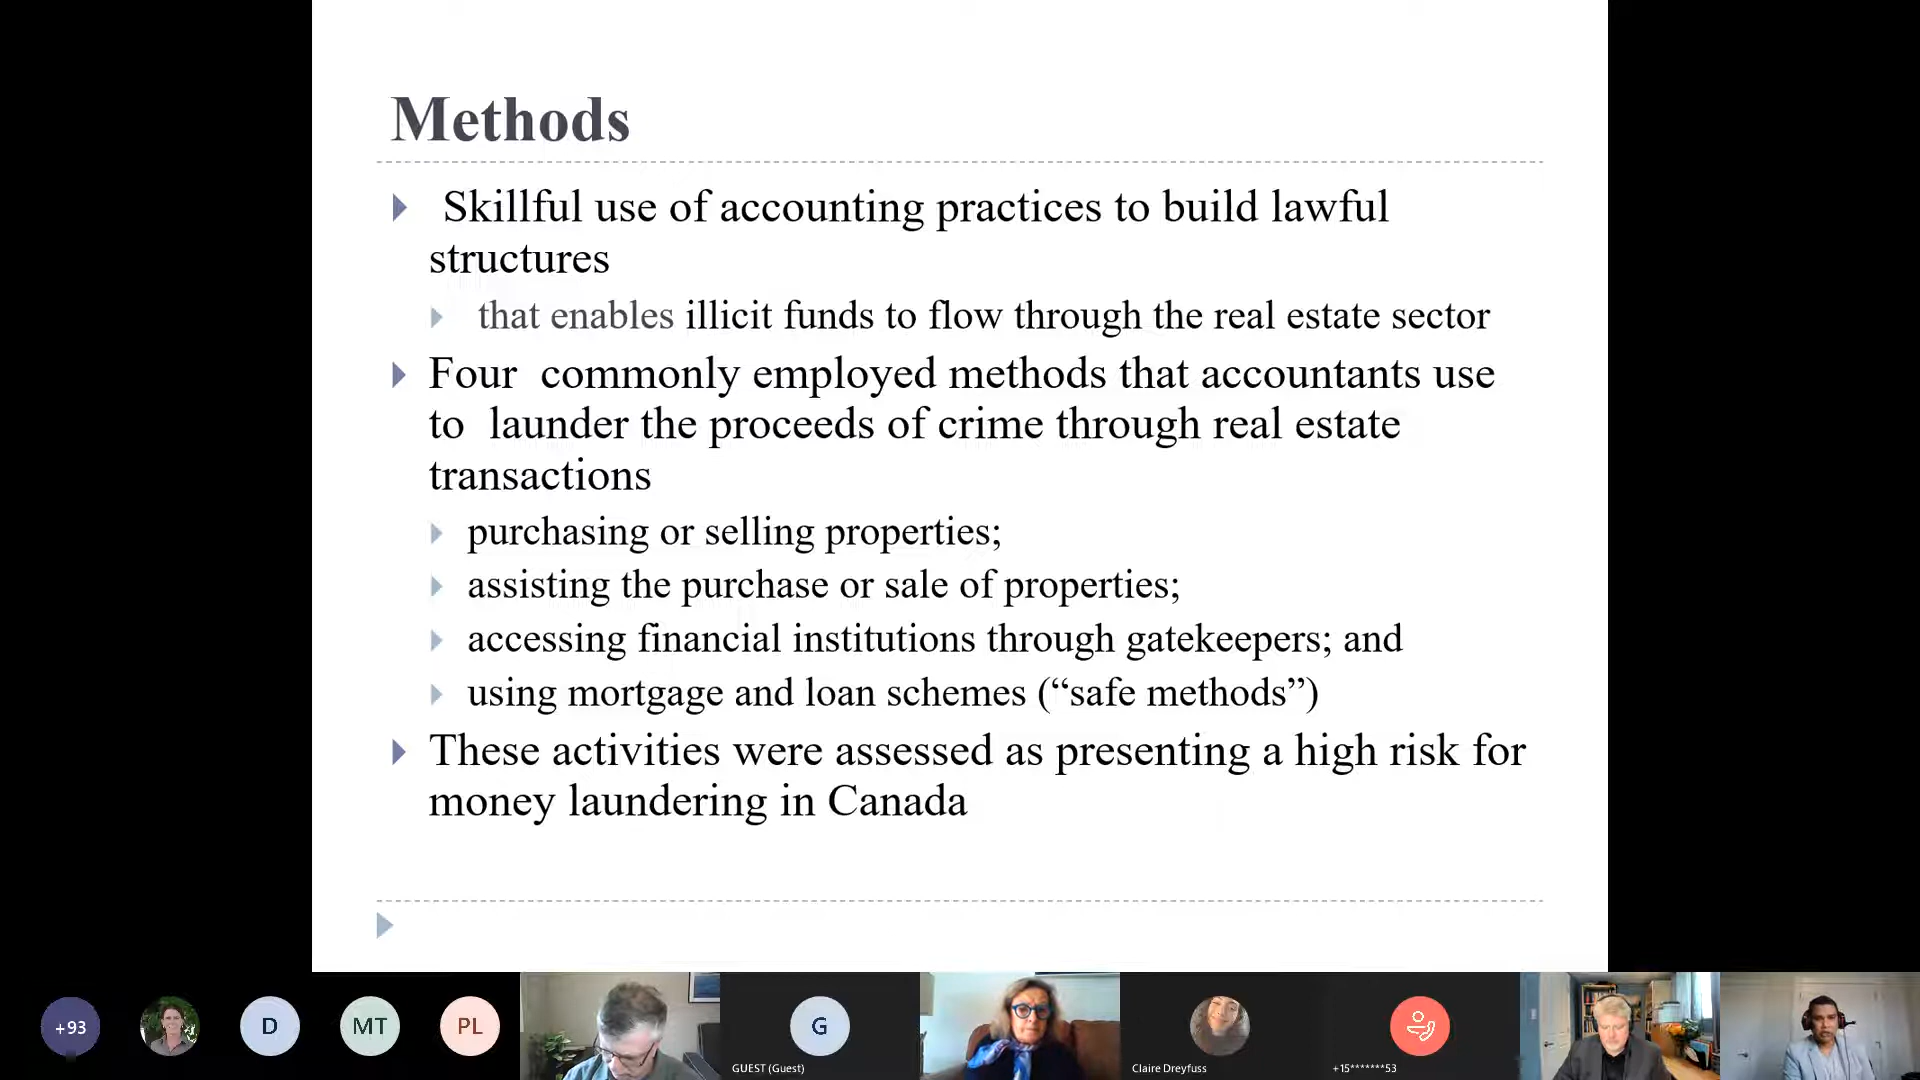 Methods
Skillful use of accounting practices to build lawful
structures
that enables illicit funds to flow through the real estate sector
Four commonly employed methods that accountants use
to launder the proceeds of crime through real estate
transactions
purchasing or selling properties;
assisting the purchase or sale of properties;
accessing financial institutions through gatekeepers; and
using mortgage and loan schemes (“safe methods”)
These activities were assessed as presenting a high risk for
money laundering in Canada
+93
D
MT
PL
G
GUEST (Guest)
Claire Dreyfuss
+15*******53